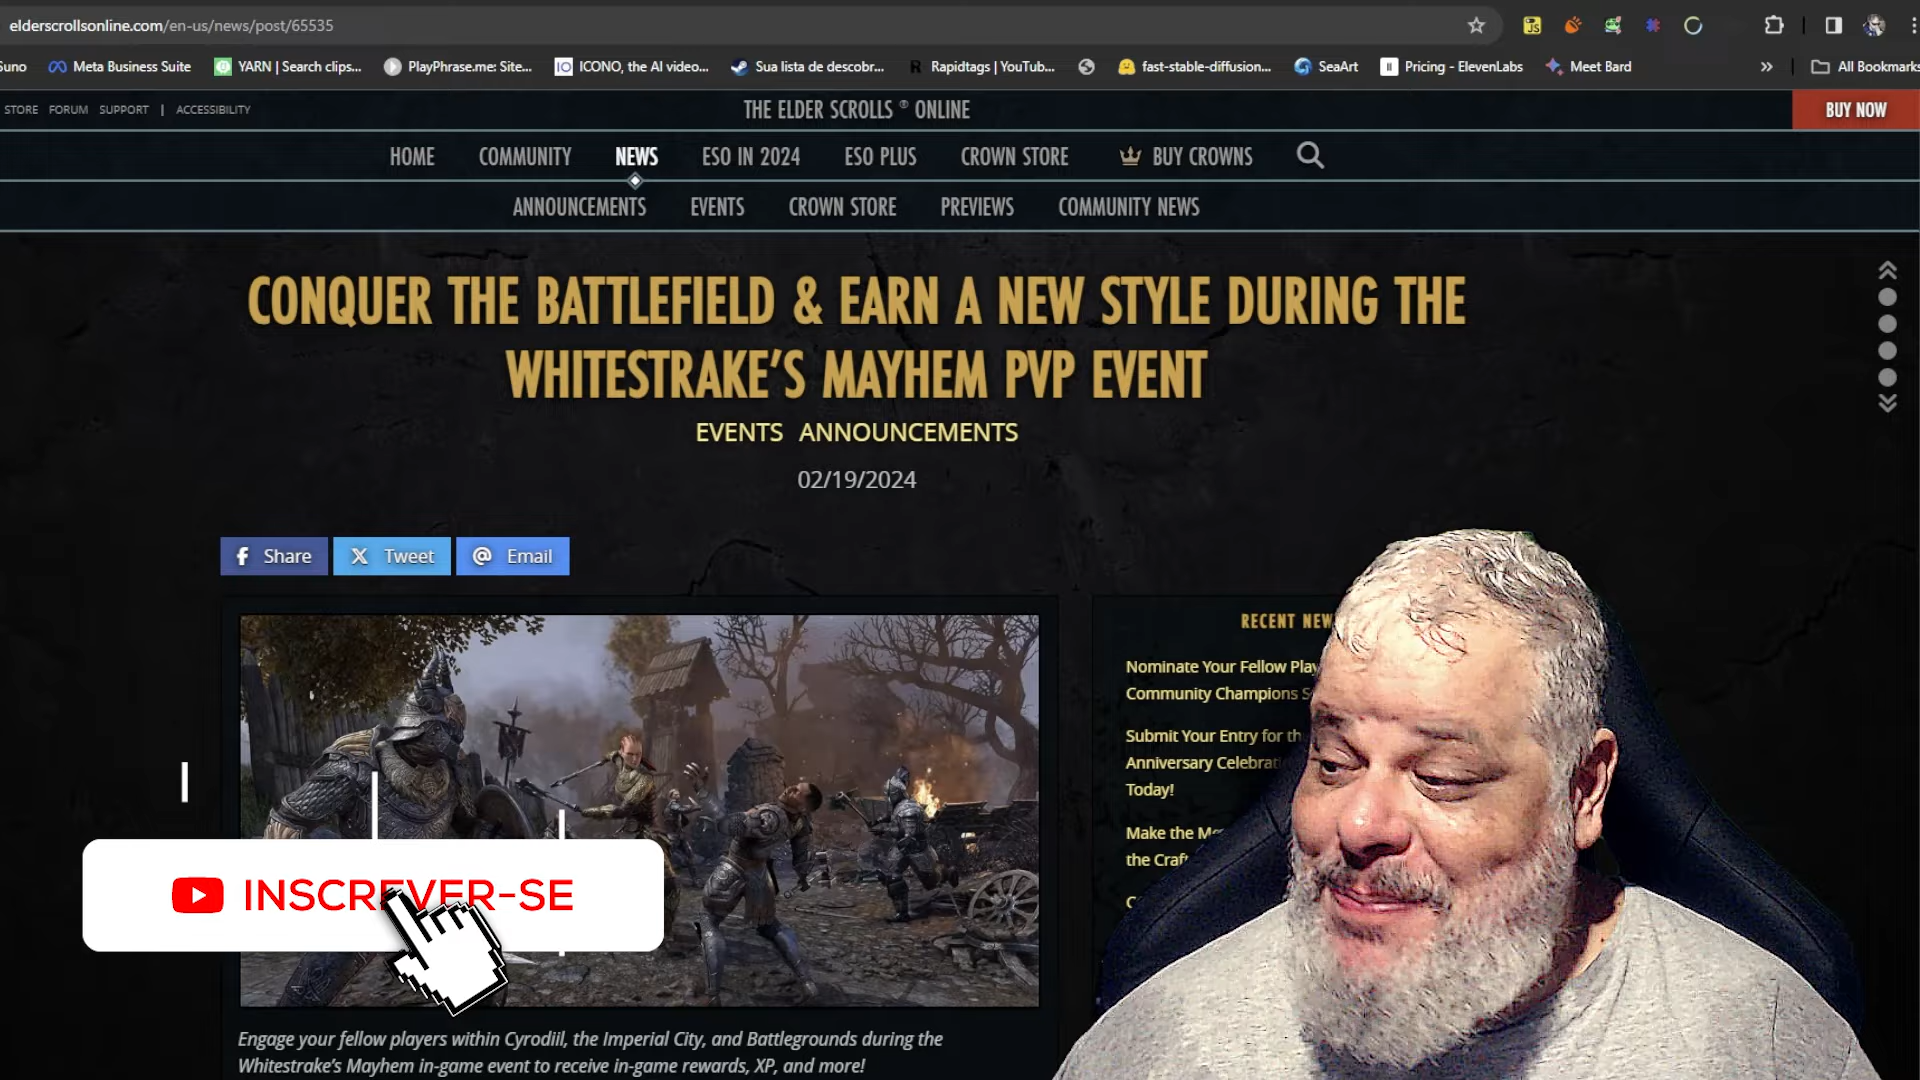 elderscrollsonline.com/en-us/news/post/65535
Suno Meta Business Suite YARN | Search clips... PlayPhrase.me: Site... ICONO, the AI video... Sua lista de descobr... Rapidtags | YouTub... fast-stable-diffusion... SeaArt Pricing - ElevenLabs Meet Bard » All Bookmarks
STORE FORUM SUPPORT | ACCESSIBILITY
THE ELDER SCROLLS ® ONLINE
BUY NOW
HOME COMMUNITY NEWS ESO IN 2024 ESO PLUS CROWN STORE BUY CROWNS
ANNOUNCEMENTS EVENTS CROWN STORE PREVIEWS COMMUNITY NEWS
CONQUER THE BATTLEFIELD & EARN A NEW STYLE DURING THE
WHITESTRAKE'S MAYHEM PVP EVENT
EVENTS ANNOUNCEMENTS
02/19/2024
Share Tweet Email
RECENT NEW
Nominate Your Fellow Play
Community Champions S
Submit Your Entry for th
Anniversary Celebrati
Today!
Make the Mo
the Craf
INSCREVER-SE
Engage your fellow players within Cyrodiil, the Imperial City, and Battlegrounds during the
Whitestrake's Mayhem in-game event to receive in-game rewards, XP, and more!